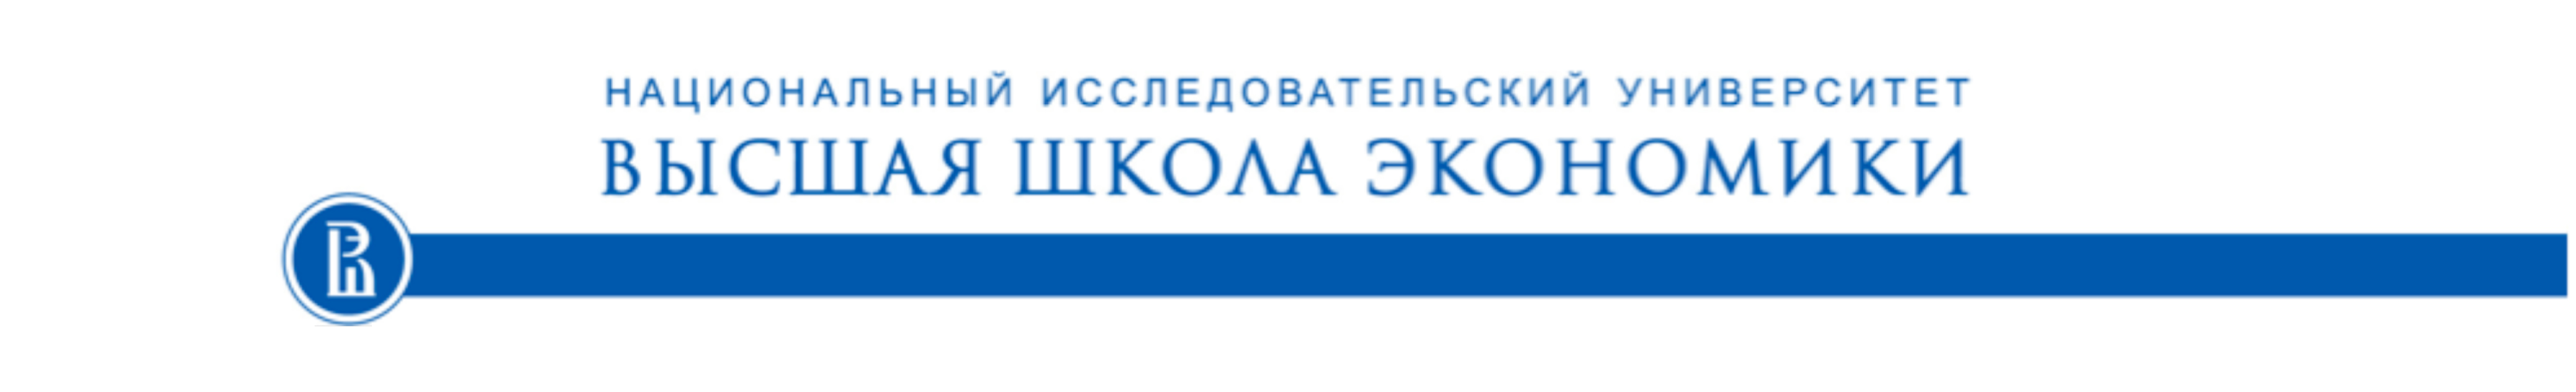 НАЦИОНАЛЬНЫЙ ИССЛЕДОВАТЕЛЬСКИЙ УНИВЕРСИТЕТ
ВЫСШАЯ ШКОЛА ЭКОНОМИКИ